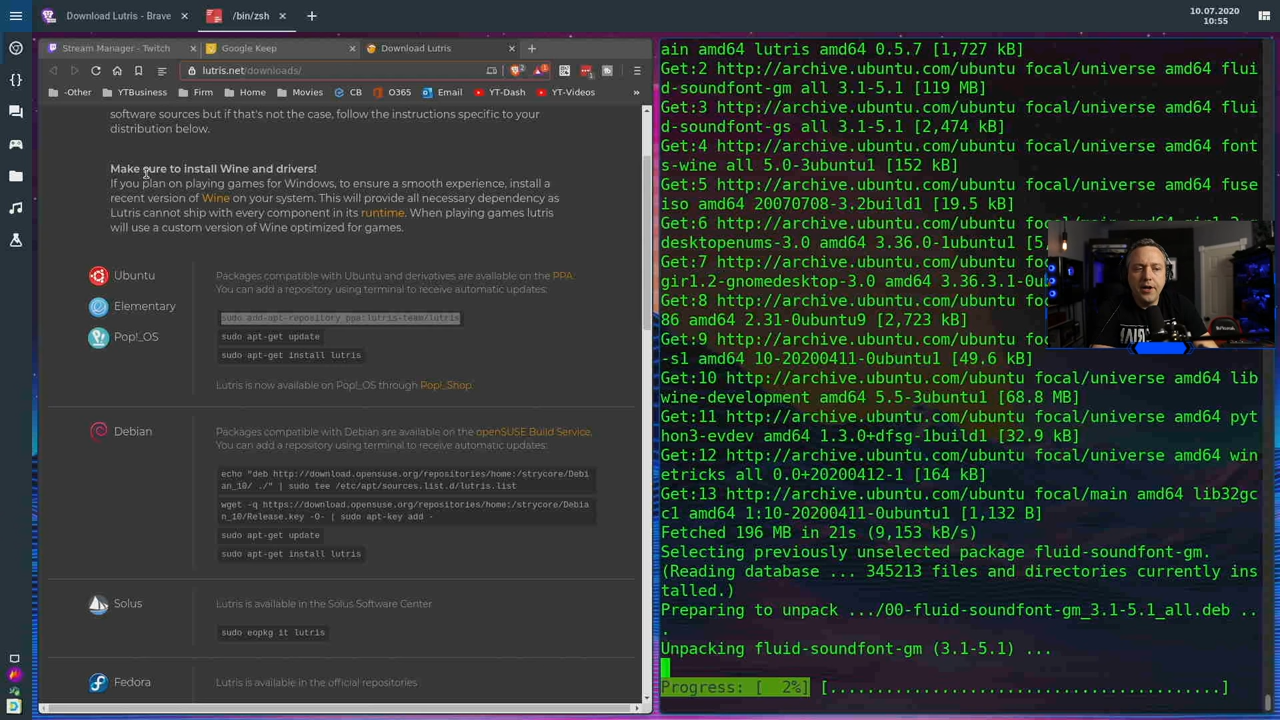 Download Lutris - Brave
/bin/zsh
10.07.2020
10:55
Stream Manager - Twitch
Google Keep
Download Lutris
lutris.net/downloads/
-Other
YTBusiness
Firm
Home
Movies
CB
O365
Email
YT-Dash
YT-Videos
software sources but if that's not the case, follow the instructions specific to your
distribution below.
Make sure to install Wine and drivers!
If you plan on playing games for Windows, to ensure a smooth experience, install a
recent version of Wine on your system. This will provide all necessary dependency as
Lutris cannot ship with every component in its runtime. When playing games lutris
will use a custom version of Wine optimized for games.
Ubuntu
Elementary
Pop!_OS
Packages compatible with Ubuntu and derivatives are available on the PPA
You can add a repository using terminal to receive automatic updates:
sudo add-apt-repository ppa:lutris-team/lutris
sudo apt-get update
sudo apt-get install lutris
Lutris is now available on Pop!_OS through Pop!_Shop.
Debian
Packages compatible with Debian are available on the openSUSE Build Service.
You can add a repository using terminal to receive automatic updates:
echo "deb http://download.opensuse.org/repositories/home:/strycore/Debi
an_10/ ./" | sudo tee /etc/apt/sources.list.d/lutris.list
wget -q https://download.opensuse.org/repositories/home:/strycore/Debia
n_10/Release.key -O- | sudo apt-key add -
sudo apt-get update
sudo apt-get install lutris
Solus
Lutris is available in the Solus Software Center
sudo eopkg it lutris
Fedora
Lutris is available in the official repositories
ain amd64 lutris amd64 0.5.7 [1,727 kB]
Get:2 http://archive.ubuntu.com/ubuntu focal/universe amd64 flui
d-soundfont-gm all 3.1-5.1 [119 MB]
Get:3 http://archive.ubuntu.com/ubuntu focal/universe amd64 flui
d-soundfont-gs all 3.1-5.1 [2,474 kB]
Get:4 http://archive.ubuntu.com/ubuntu focal/universe amd64 font
s-wine all 5.0-3ubuntu1 [152 kB]
Get:5 http://archive.ubuntu.com/ubuntu focal/universe amd64 fuse
iso amd64 20070708-3.2build1 [19.5 kB]
Get:6 http://archive.ubuntu.com/ubuntu focal/main amd64 gir1.2-g
desktopenums-3.0 amd64 3.36.0-1ubuntu1 [5,
Get:7 http://archive.ubuntu.com/ubuntu foc
gir1.2-gnomedesktop-3.0 amd64 3.36.3.1-0ub
Get:8 http://archive.ubuntu.com/ubuntu foc
86 amd64 2.31-0ubuntu9 [2,723 kB]
Get:9 http://archive.ubuntu.com/ubuntu foc
-s1 amd64 10-20200411-0ubuntu1 [49.6 kB]
Get:10 http://archive.ubuntu.com/ubuntu focal/universe amd64 lib
wine-development amd64 5.5-3ubuntu1 [68.8 MB]
Get:11 http://archive.ubuntu.com/ubuntu focal/universe amd64 pyt
hon3-evdev amd64 1.3.0+dfsg-1build1 [32.9 kB]
Get:12 http://archive.ubuntu.com/ubuntu focal/universe amd64 win
etricks all 0.0+20200412-1 [164 kB]
Get:13 http://archive.ubuntu.com/ubuntu focal/main amd64 lib32gc
c1 amd64 1:10-20200411-0ubuntu1 [1,132 B]
Fetched 196 MB in 21s (9,153 kB/s)
Selecting previously unselected package fluid-soundfont-gm.
(Reading database ... 345213 files and directories currently ins
talled.)
Preparing to unpack .../00-fluid-soundfont-gm_3.1-5.1_all.deb ..
.
Unpacking fluid-soundfont-gm (3.1-5.1) ...
Progress: [ 2%] [...........................................]